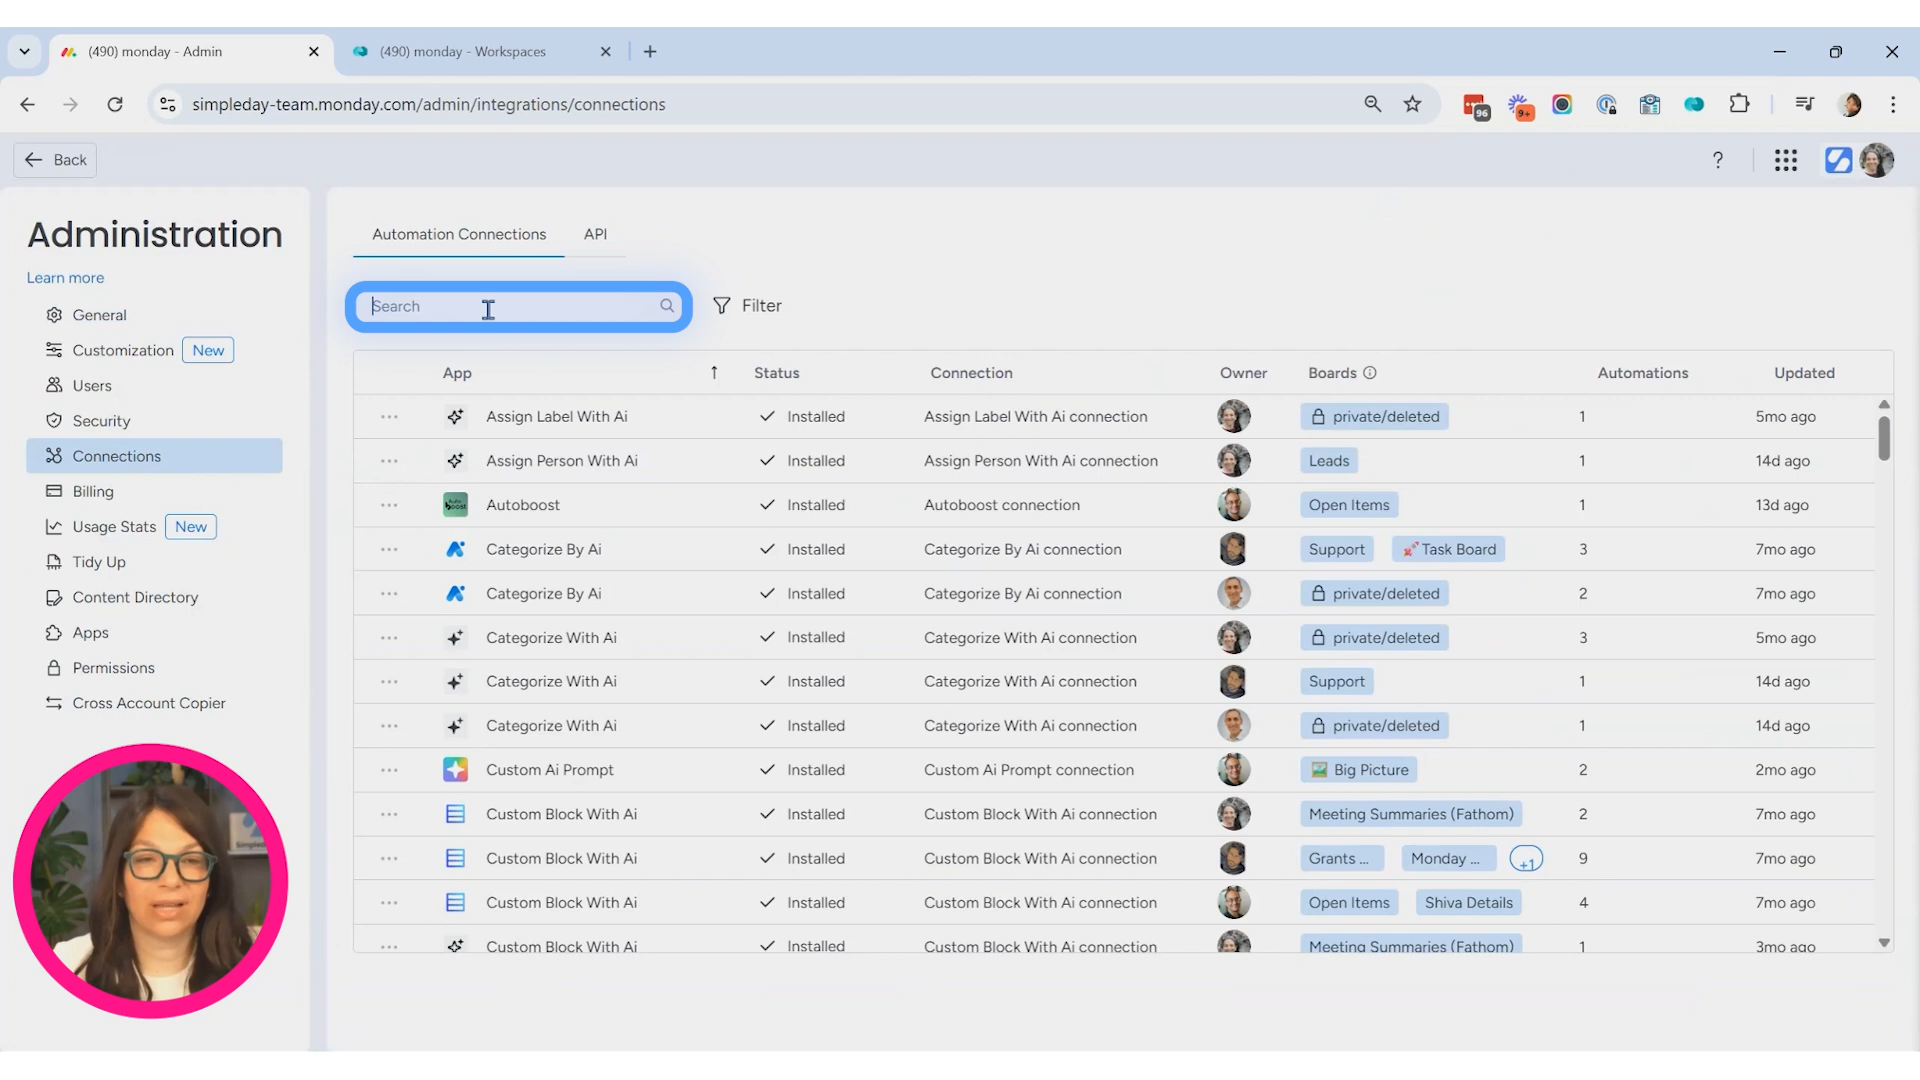 (490) monday - Admin
(490) monday - Workspaces
simpleday-team.monday.com/admin/integrations/connections
96
9+
Back
?
Administration
Learn more
General
Customization New
Users
Security
Connections
Billing
Usage Stats New
Tidy Up
Content Directory
Apps
Permissions
Cross Account Copier
Automation Connections API
Search
Filter
App Status Connection Owner Boards Automations Updated
Assign Label With Ai Installed Assign Label With Ai connection private/deleted 1 5mo ago
Assign Person With Ai Installed Assign Person With Ai connection Leads 1 14d ago
Autoboost Installed Autoboost connection Open Items 1 13d ago
Categorize By Ai Installed Categorize By Ai connection Support Task Board 3 7mo ago
Categorize By Ai Installed Categorize By Ai connection private/deleted 2 7mo ago
Categorize With Ai Installed Categorize With Ai connection private/deleted 3 5mo ago
Categorize With Ai Installed Categorize With Ai connection Support 1 14d ago
Categorize With Ai Installed Categorize With Ai connection private/deleted 1 14d ago
Custom Ai Prompt Installed Custom Ai Prompt connection Big Picture 2 2mo ago
Custom Block With Ai Installed Custom Block With Ai connection Meeting Summaries (Fathom) 2 7mo ago
Custom Block With Ai Installed Custom Block With Ai connection Grants ... Monday ... +1 9 7mo ago
Custom Block With Ai Installed Custom Block With Ai connection Open Items Shiva Details 4 7mo ago
Custom Block With Ai Installed Custom Block With Ai connection Meeting Summaries (Fathom) 1 3mo ago